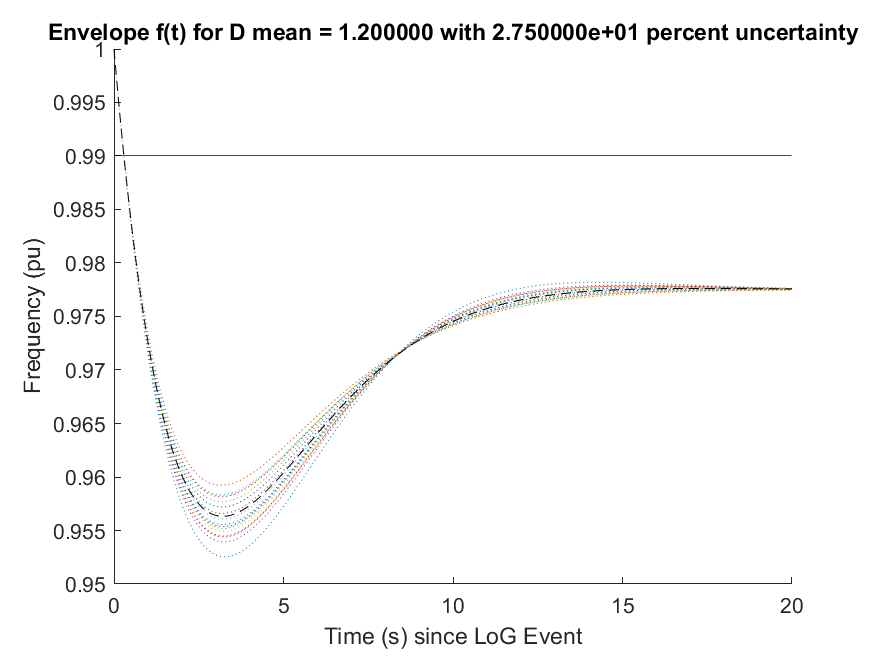 Envelope f(t) for D mean = 1.200000 with 2.750000e+01 percent uncertainty
1
0.995
0.99
0.985
0.98
0.975
0.97
0.965
0.96
0.955
0.95
Frequency (pu)
0 5 10 15 20
Time (s) since LoG Event